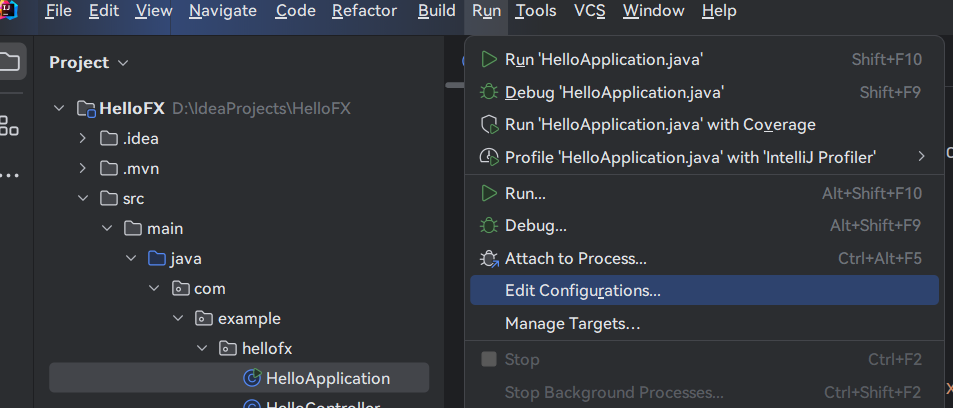 File Edit View Navigate Code Refactor Build Run Tools VCS Window Help
Project
HelloFX D:\IdeaProjects\HelloFX
.idea
.mvn
src
main
java
com
example
hellofx
HelloApplication
HelloController
Run 'HelloApplication.java' Shift+F10
Debug 'HelloApplication.java' Shift+F9
Run 'HelloApplication.java' with Coverage
Profile 'HelloApplication.java' with 'IntelliJ Profiler'
Run... Alt+Shift+F10
Debug... Alt+Shift+F9
Attach to Process... Ctrl+Alt+F5
Edit Configurations...
Manage Targets...
Stop Ctrl+F2
Stop Background Processes... Ctrl+Shift+F2